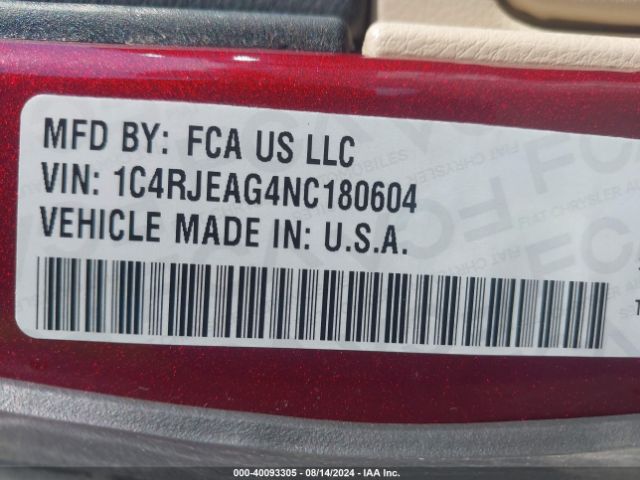 MFD BY: FCA US LLC
VIN: 1C4RJEAG4NC180604
VEHICLE MADE IN: U.S.A.
000-40093305 - 08/14/2024 - IAA Inc.